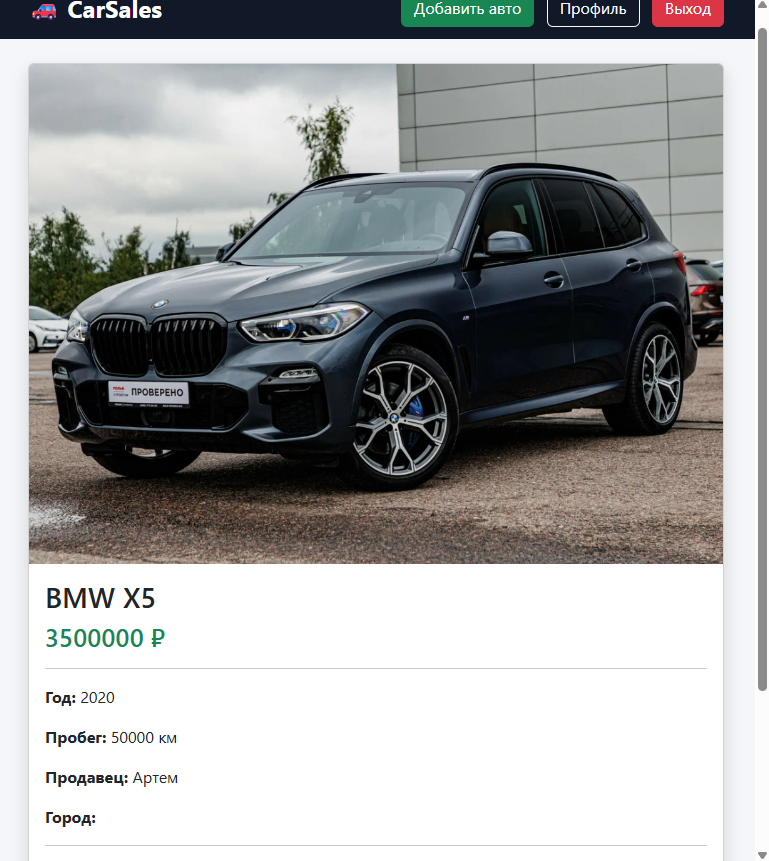 CarSales
Добавить авто
Профиль
Выход
ПРОВЕРЕНО
BMW X5
3500000 ₽
Год: 2020
Пробег: 50000 км
Продавец: Артем
Город: